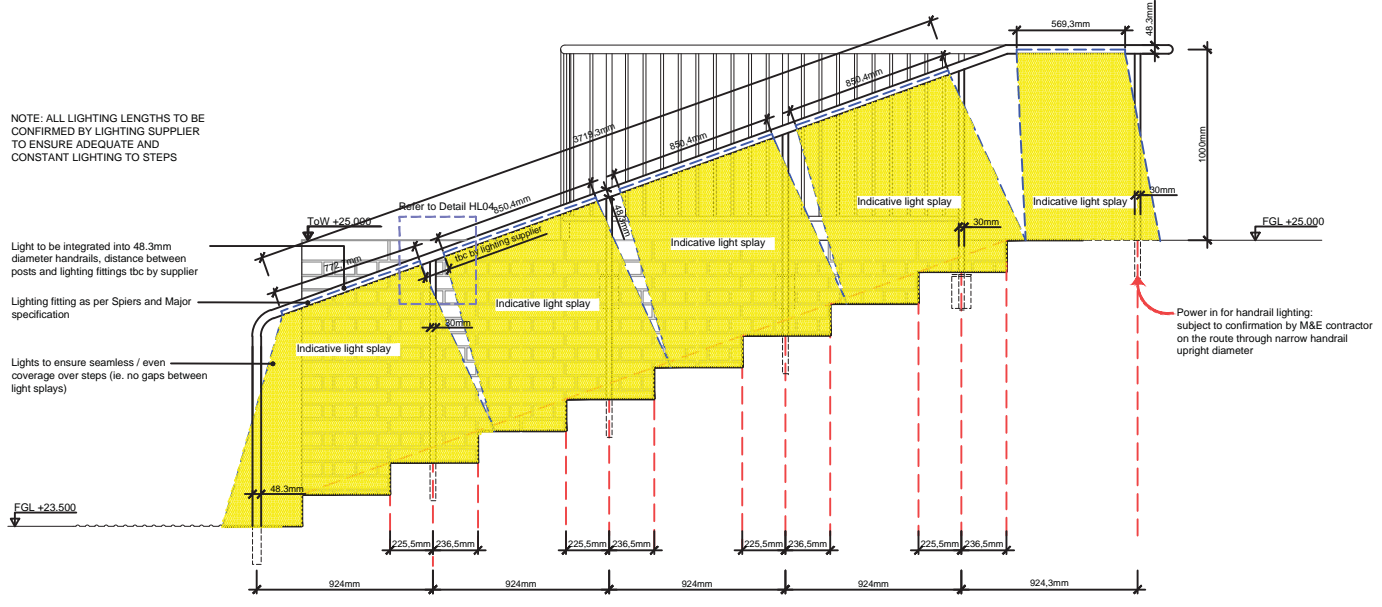 569,3mm
48.3mm
850,4mm
NOTE: ALL LIGHTING LENGTHS TO BE
CONFIRMED BY LIGHTING SUPPLIER
TO ENSURE ADEQUATE AND
CONSTANT LIGHTING TO STEPS
3719,3mm
850,4mm
1000mm
30mm
Refer to Detail HL04
850,4mm
48,3mm
Indicative light splay
Indicative light splay
ToW +25.000
30mm
FGL +25.000
tbc by lighting supplier
Indicative light splay
Light to be integrated into 48.3mm
diameter handrails, distance between
posts and lighting fittings tbc by supplier
Lighting fitting as per Spiers and Major
specification
Indicative light splay
30mm
Power in for handrail lighting:
subject to confirmation by M&E contractor
on the route through narrow handrail
upright diameter
Indicative light splay
Lights to ensure seamless / even
coverage over steps (ie. no gaps between
light splays)
48.3mm
FGL +23.500
225,5mm
236,5mm
225,5mm
236,5mm
225,5mm
236,5mm
225,5mm
236,5mm
924mm
924mm
924mm
924mm
924,3mm